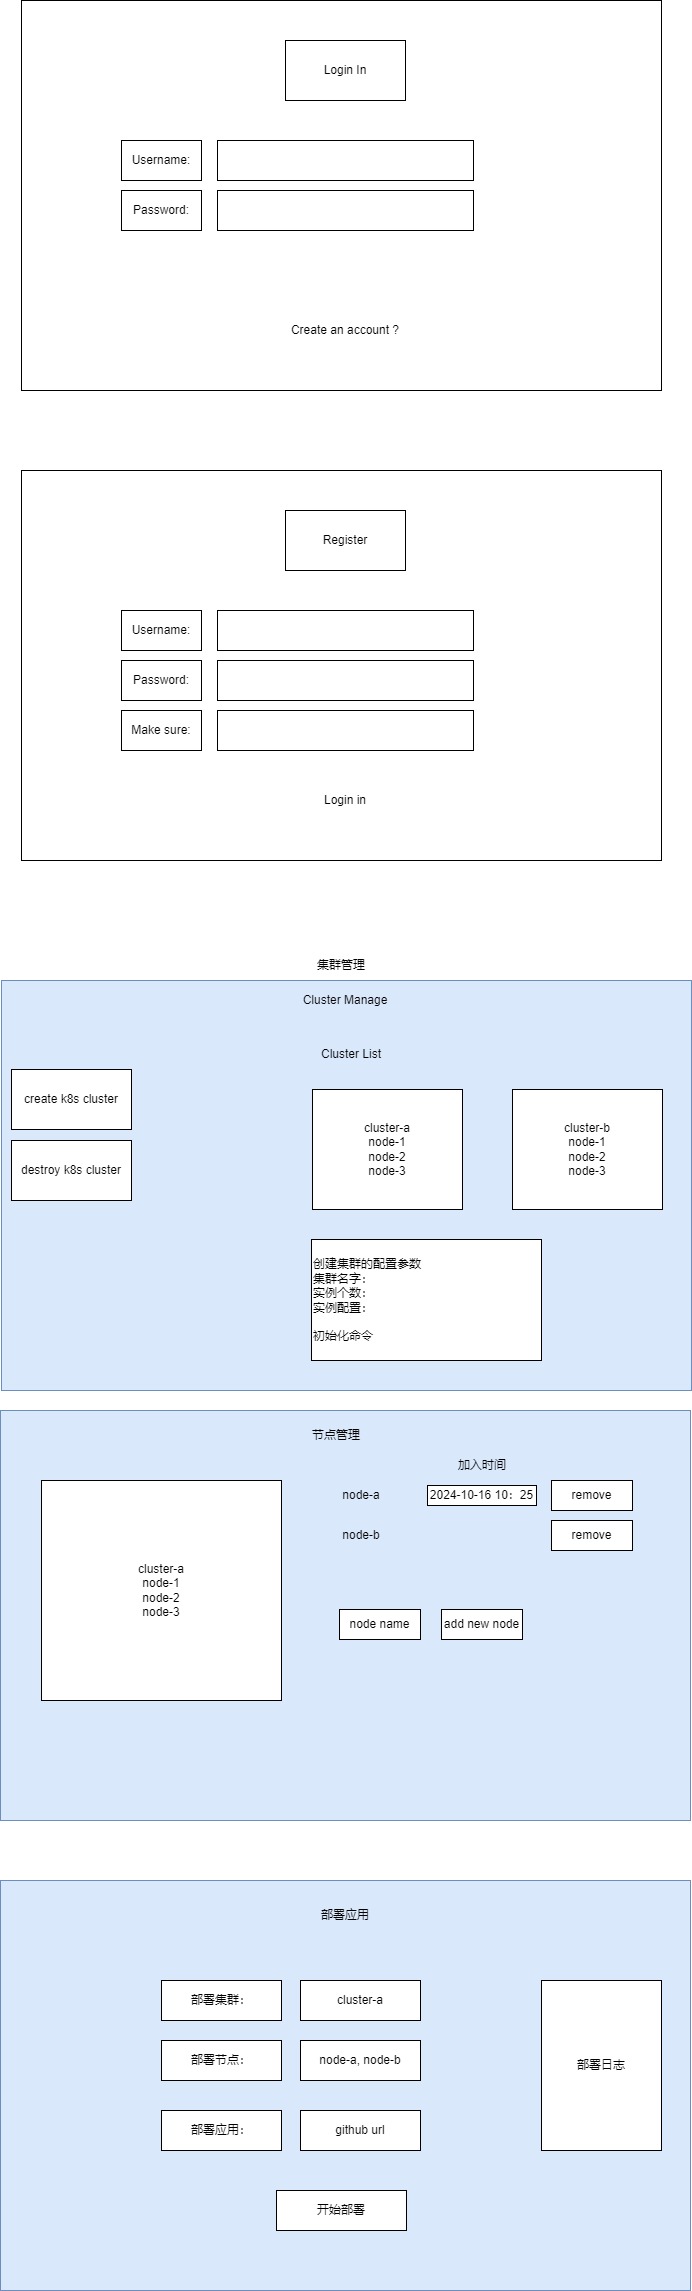 Login In
Username:
Password:
Create an account ?
Register
Username:
Password:
Make sure:
Login in
集群管理
Cluster Manage
Cluster List
create k8s cluster
destroy k8s cluster
cluster-a
node-1
node-2
node-3
cluster-b
node-1
node-2
node-3
创建集群的配置参数
集群名字：
实例个数：
实例配置：
初始化命令
节点管理
加入时间
cluster-a
node-1
node-2
node-3
node-a
2024-10-16 10：25
remove
node-b
remove
node name
add new node
部署应用
部署集群：
cluster-a
部署节点：
node-a, node-b
部署应用：
github url
部署日志
开始部署